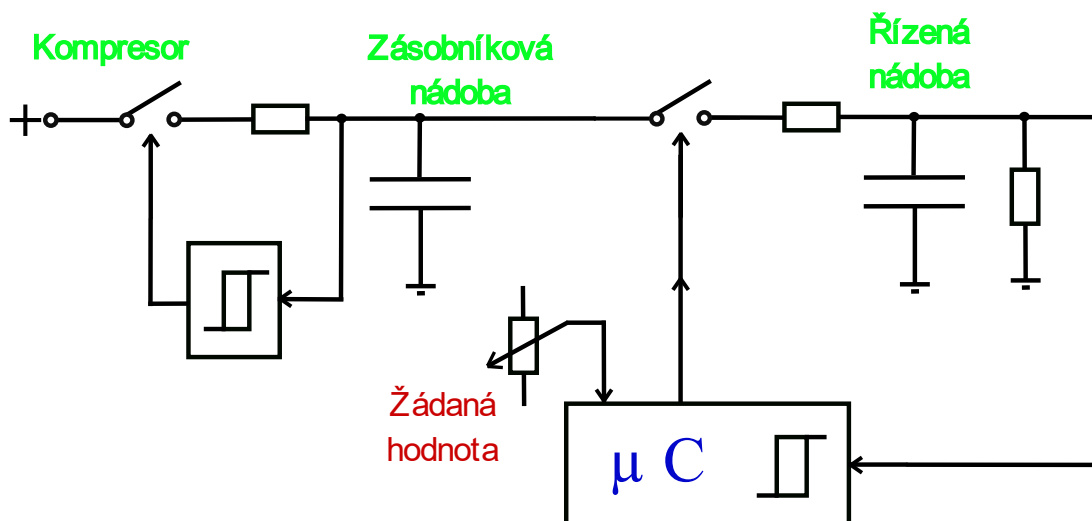 Kompresor
Zásobníková
nádoba
Řízená
nádoba
Žádaná
hodnota
μ C